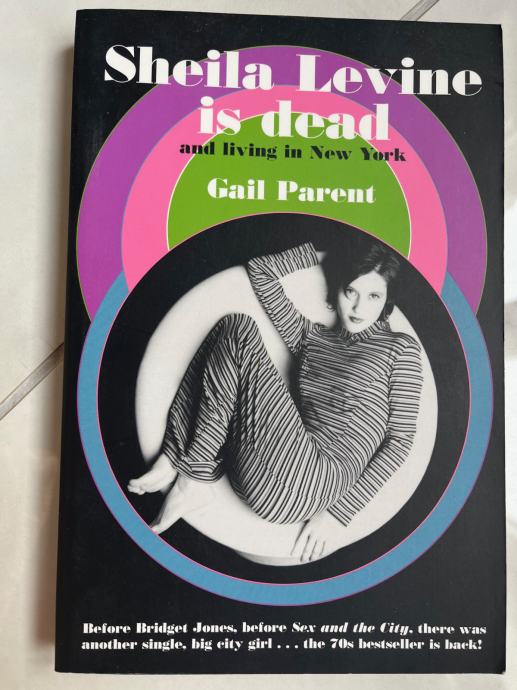 Sheila Levine
is dead
and living in New York
Gail Parent
Before Bridget Jones, before Sex and the City, there was
another single, big city girl . . . the 70s bestseller is back!